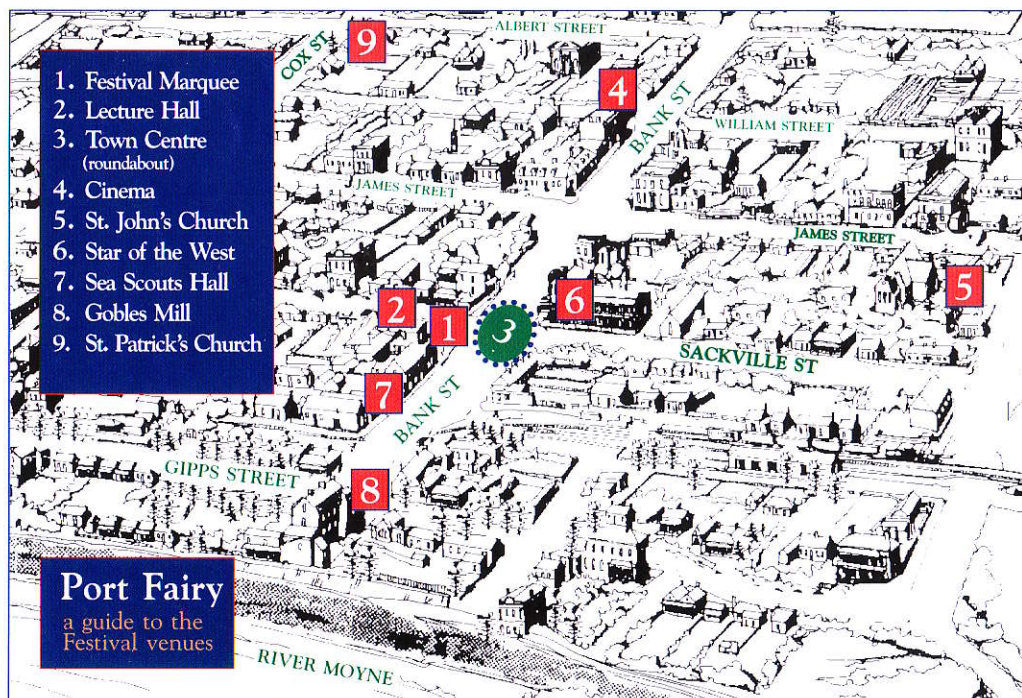 1. Festival Marquee
2. Lecture Hall
3. Town Centre
(roundabout)
4. Cinema
5. St. John's Church
6. Star of the West
7. Sea Scouts Hall
8. Gobles Mill
9. St. Patrick's Church
COX ST
9
ALBERT STREET
4
BANK ST
WILLIAM STREET
JAMES STREET
JAMES STREET
2
1
3
6
5
SACKVILLE ST
7
BANK ST
GIPPS STREET
8
Port Fairy
a guide to the
Festival venues
RIVER MOYNE